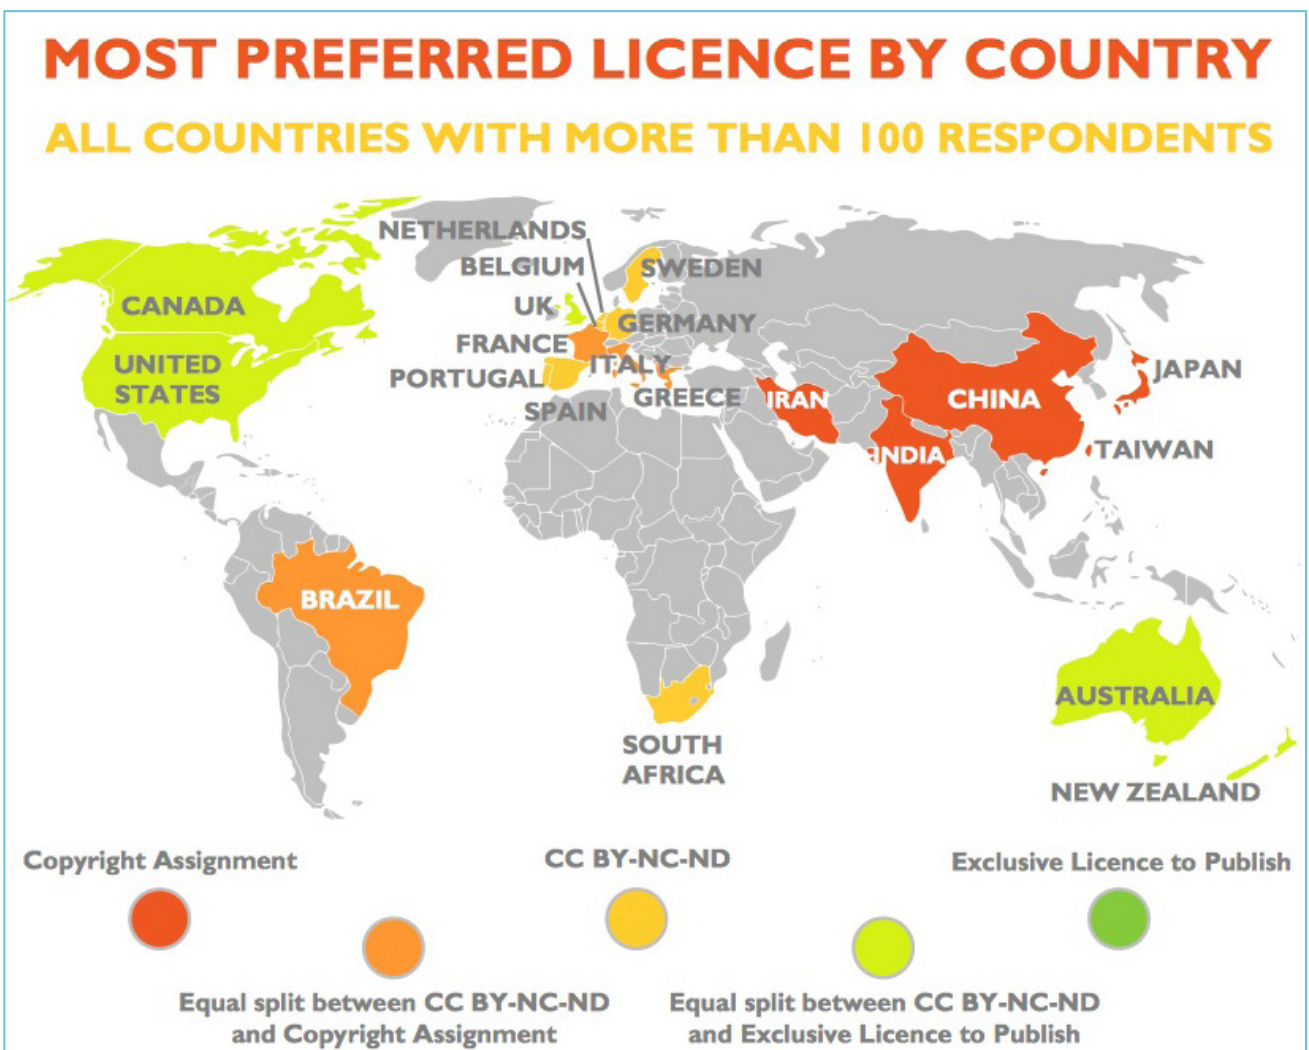 MOST PREFERRED LICENCE BY COUNTRY
ALL COUNTRIES WITH MORE THAN 100 RESPONDENTS
NETHERLANDS
BELGIUM
SWEDEN
UK
CANADA
GERMANY
FRANCE
UNITED
STATES
ITALY
PORTUGAL
JAPAN
SPAIN
GREECE
IRAN
CHINA
INDIA
TAIWAN
BRAZIL
AUSTRALIA
SOUTH
AFRICA
NEW ZEALAND
Copyright Assignment
CC BY-NC-ND
Exclusive Licence to Publish
Equal split between CC BY-NC-ND
and Copyright Assignment
Equal split between CC BY-NC-ND
and Exclusive Licence to Publish